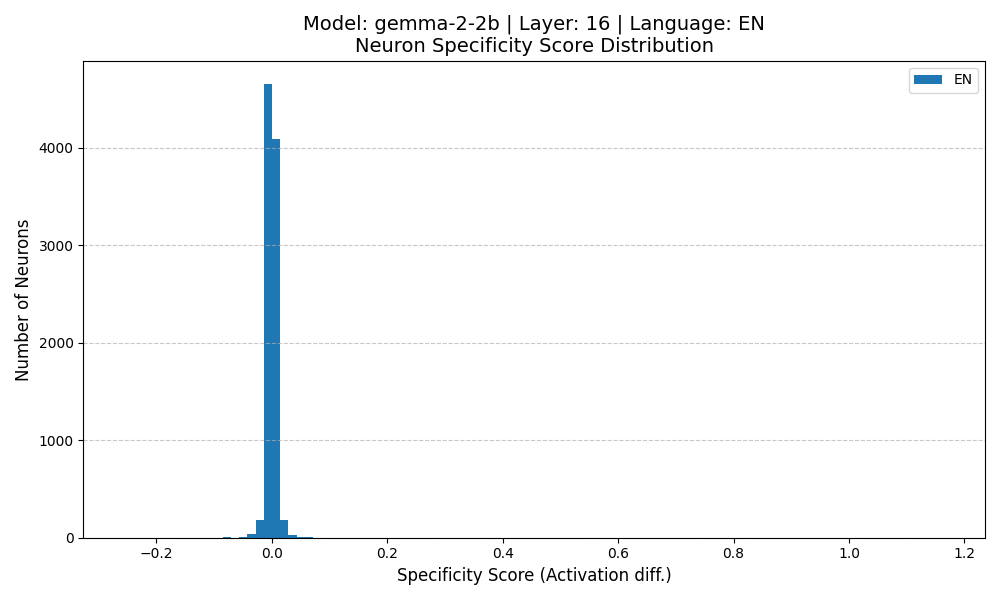 Model: gemma-2-2b | Layer: 16 | Language: EN
Neuron Specificity Score Distribution
EN
Number of Neurons
4000
3000
2000
1000
0
−0.2 0.0 0.2 0.4 0.6 0.8 1.0 1.2
Specificity Score (Activation diff.)